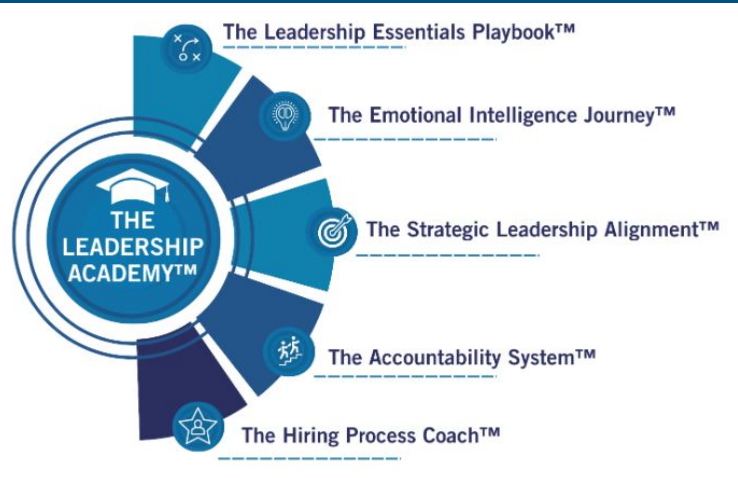 The Leadership Essentials Playbook™
The Emotional Intelligence Journey™
THE
LEADERSHIP
ACADEMY™
The Strategic Leadership Alignment™
The Accountability System™
The Hiring Process Coach™